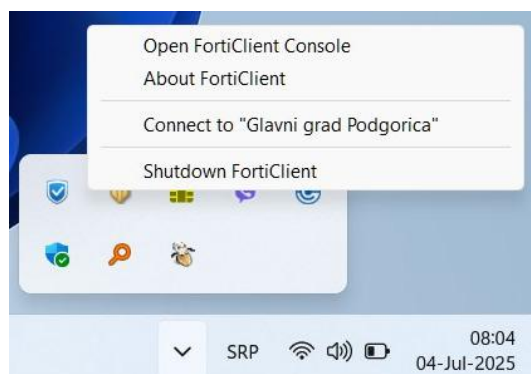 Open FortiClient Console
About FortiClient
Connect to "Glavni grad Podgorica"
Shutdown FortiClient
SRP
08:04
04-Jul-2025